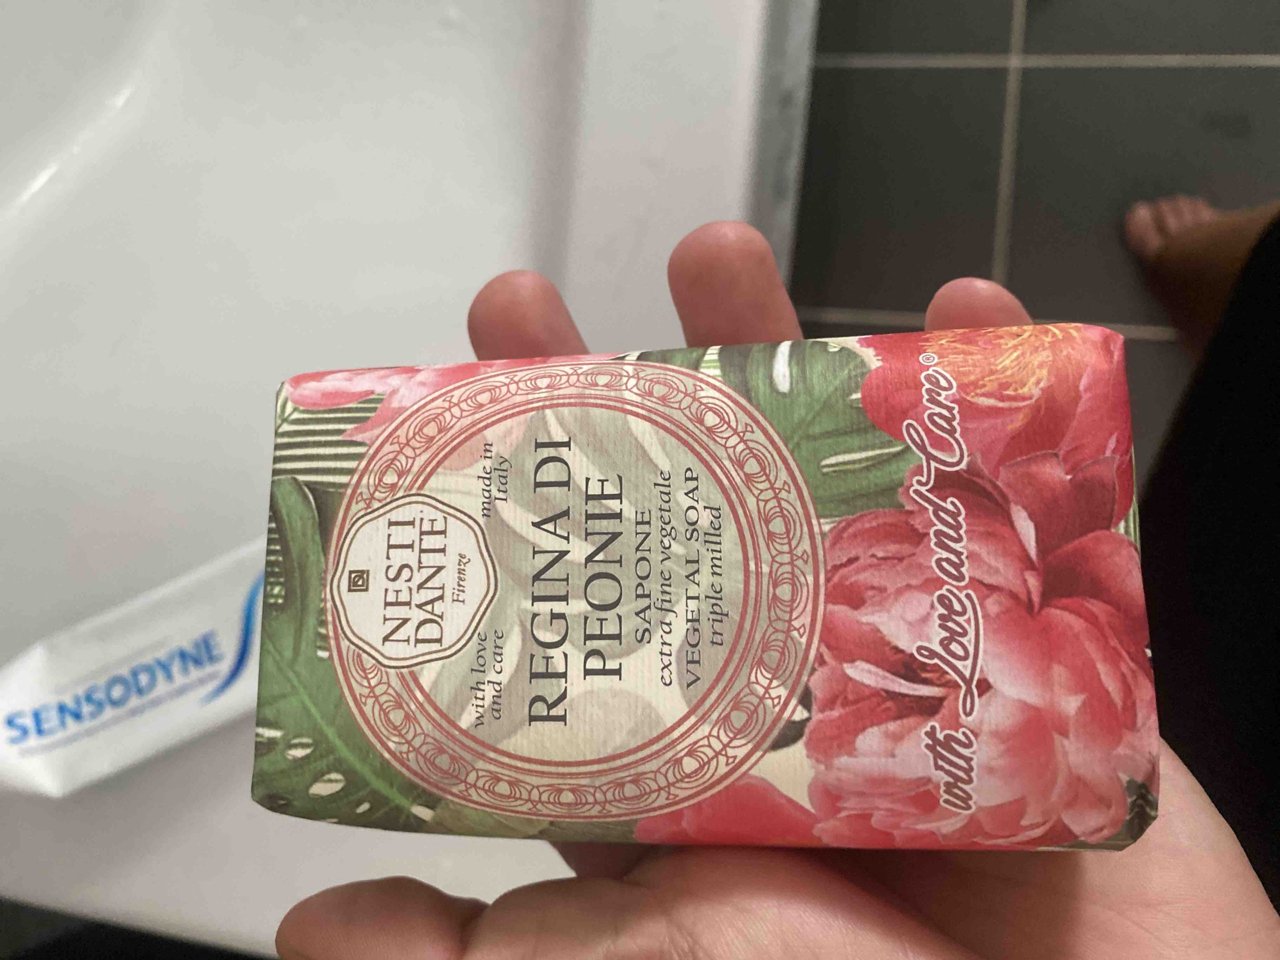 NESTI
DANTE
Firenze
with love
and care
made in
Italy
REGINA DI
PEONIE
SAPONE
extra fine vegetale
VEGETAL SOAP
triple milled
with Love and Care®
SENSODYNE